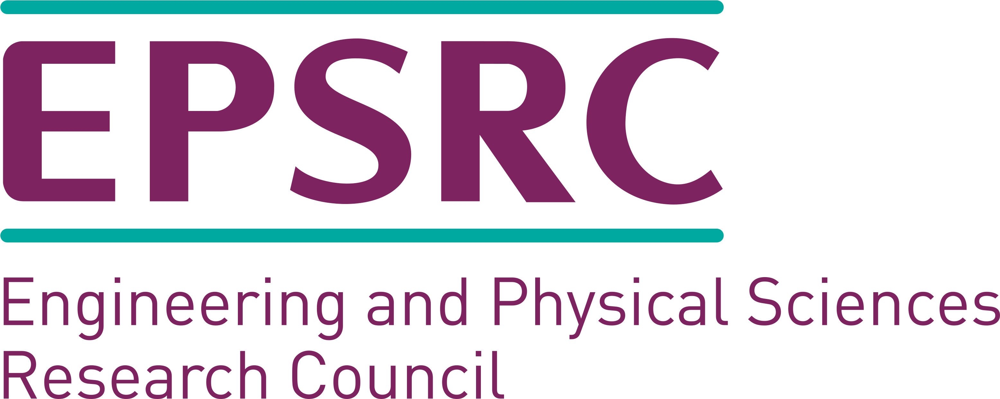 EPSRC
Engineering and Physical Sciences
Research Council